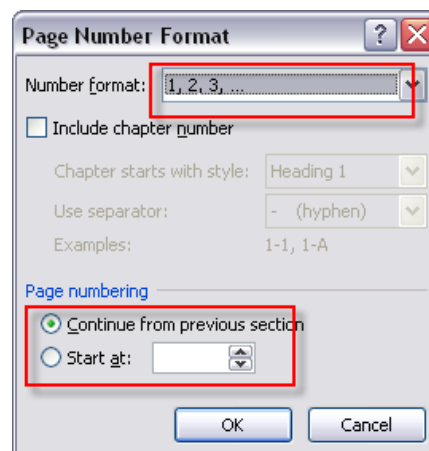 Page Number Format
Number format: 1, 2, 3, ...
Include chapter number
Chapter starts with style: Heading 1
Use separator: - (hyphen)
Examples: 1-1, 1-A
Page numbering
Continue from previous section
Start at:
OK Cancel